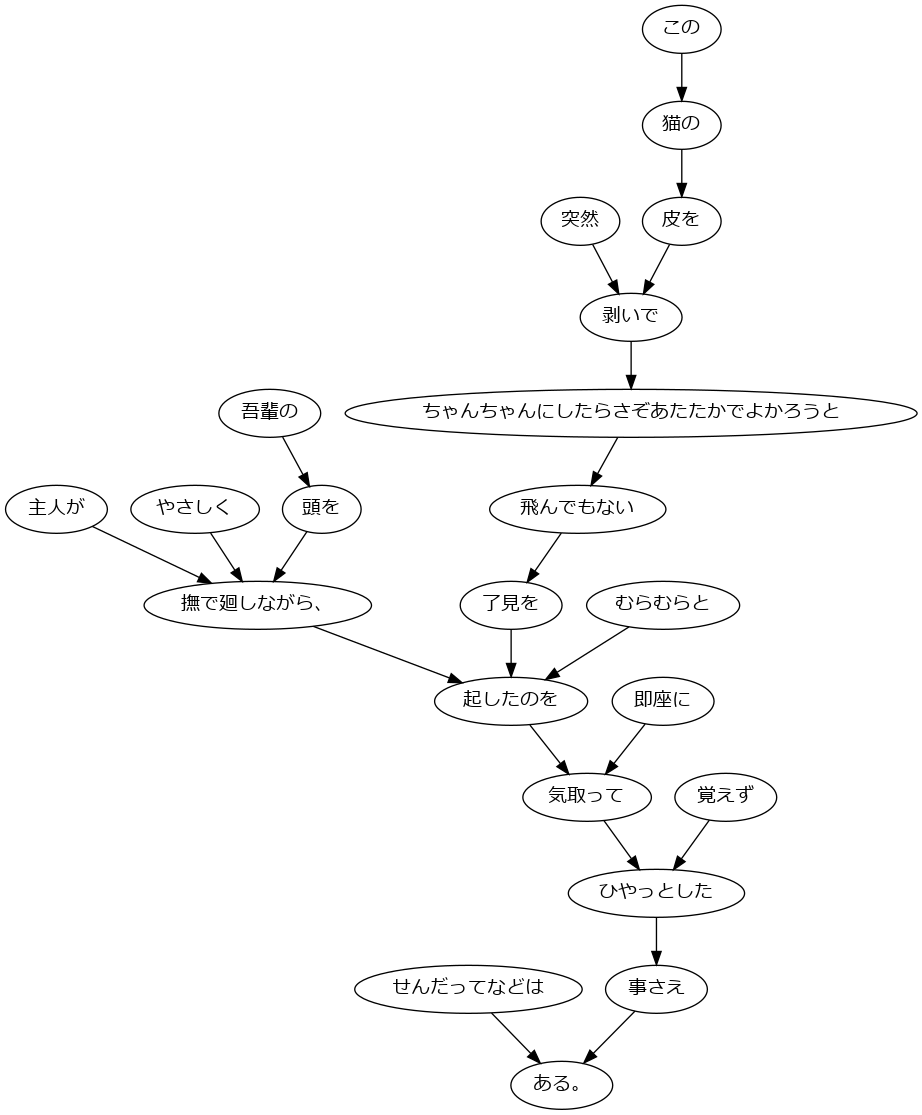 この
猫の
突然
皮を
剥いで
ちゃんちゃんにしたらさぞあたたかでよかろうと
吾輩の
主人が
やさしく
頭を
飛んでもない
撫で廻しながら、
了見を
むらむらと
起したのを
即座に
気取って
覚えず
ひやっとした
せんだってなどは
事さえ
ある。